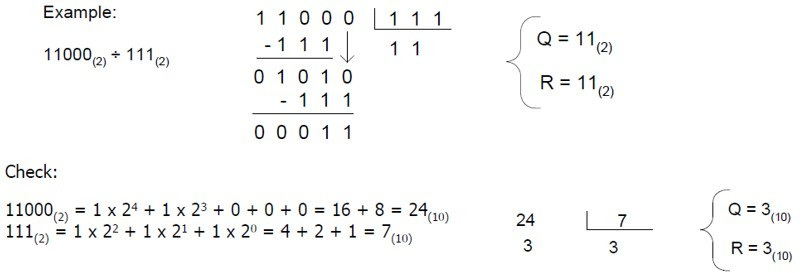 Example:
11000₍₂₎ ÷ 111₍₂₎
1 1 0 0 0 | 1 1 1
- 1 1 1 1 1
0 1 0 1 0
- 1 1 1
0 0 0 1 1
Q = 11₍₂₎
R = 11₍₂₎
Check:
11000₍₂₎ = 1 x 2⁴ + 1 x 2³ + 0 + 0 + 0 = 16 + 8 = 24₍₁₀₎
111₍₂₎ = 1 x 2² + 1 x 2¹ + 1 x 2⁰ = 4 + 2 + 1 = 7₍₁₀₎
24 7
3 3
Q = 3₍₁₀₎
R = 3₍₁₀₎